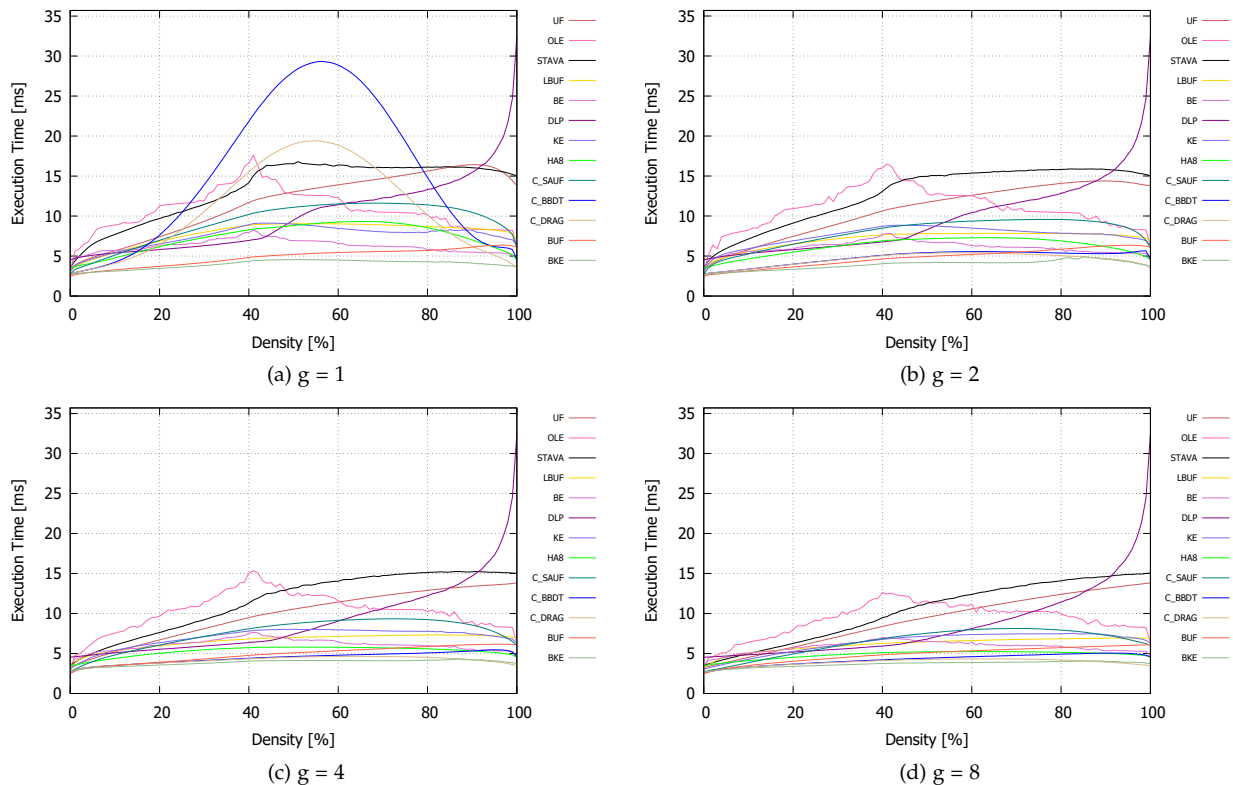 Execution Time [ms]
35
30
25
20
15
10
5
0
0 20 40 60 80 100
Density [%]
UF
OLE
STAVA
LBUF
BE
DLP
KE
HA8
C_SAUF
C_BBDT
C_DRAG
BUF
BKE
(a) g = 1
Execution Time [ms]
35
30
25
20
15
10
5
0
0 20 40 60 80 100
Density [%]
UF
OLE
STAVA
LBUF
BE
DLP
KE
HA8
C_SAUF
C_BBDT
C_DRAG
BUF
BKE
(b) g = 2
Execution Time [ms]
35
30
25
20
15
10
5
0
0 20 40 60 80 100
Density [%]
UF
OLE
STAVA
LBUF
BE
DLP
KE
HA8
C_SAUF
C_BBDT
C_DRAG
BUF
BKE
(c) g = 4
Execution Time [ms]
35
30
25
20
15
10
5
0
0 20 40 60 80 100
Density [%]
UF
OLE
STAVA
LBUF
BE
DLP
KE
HA8
C_SAUF
C_BBDT
C_DRAG
BUF
BKE
(d) g = 8